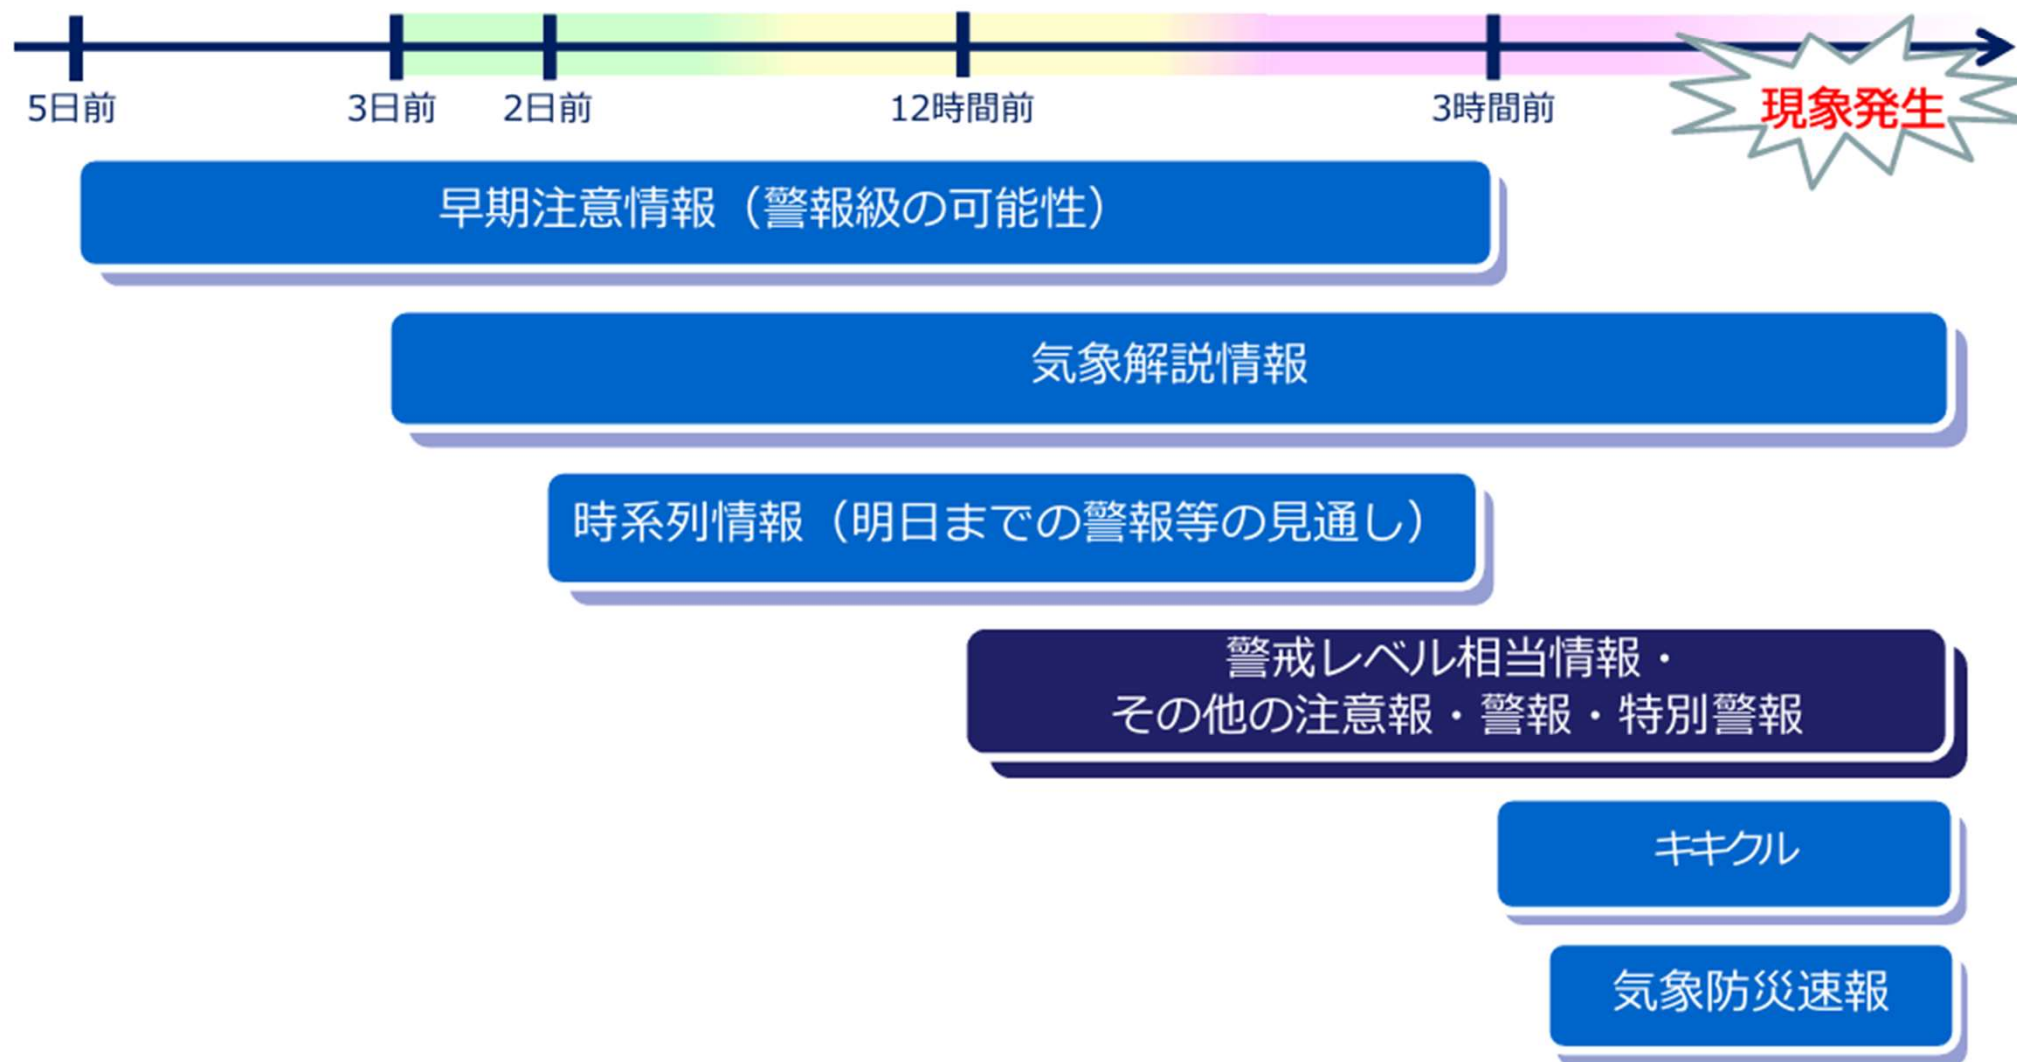 5日前
3日前
2日前
12時間前
3時間前
現象発生
早期注意情報（警報級の可能性）
気象解説情報
時系列情報（明日までの警報等の見通し）
警戒レベル相当情報・
その他の注意報・警報・特別警報
キキクル
気象防災速報